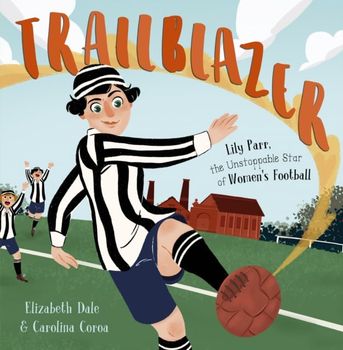 TRAILBLAZER
Lily Parr,
the Unstoppable Star
of Women's Football
Elizabeth Dale
& Carolina Coroa